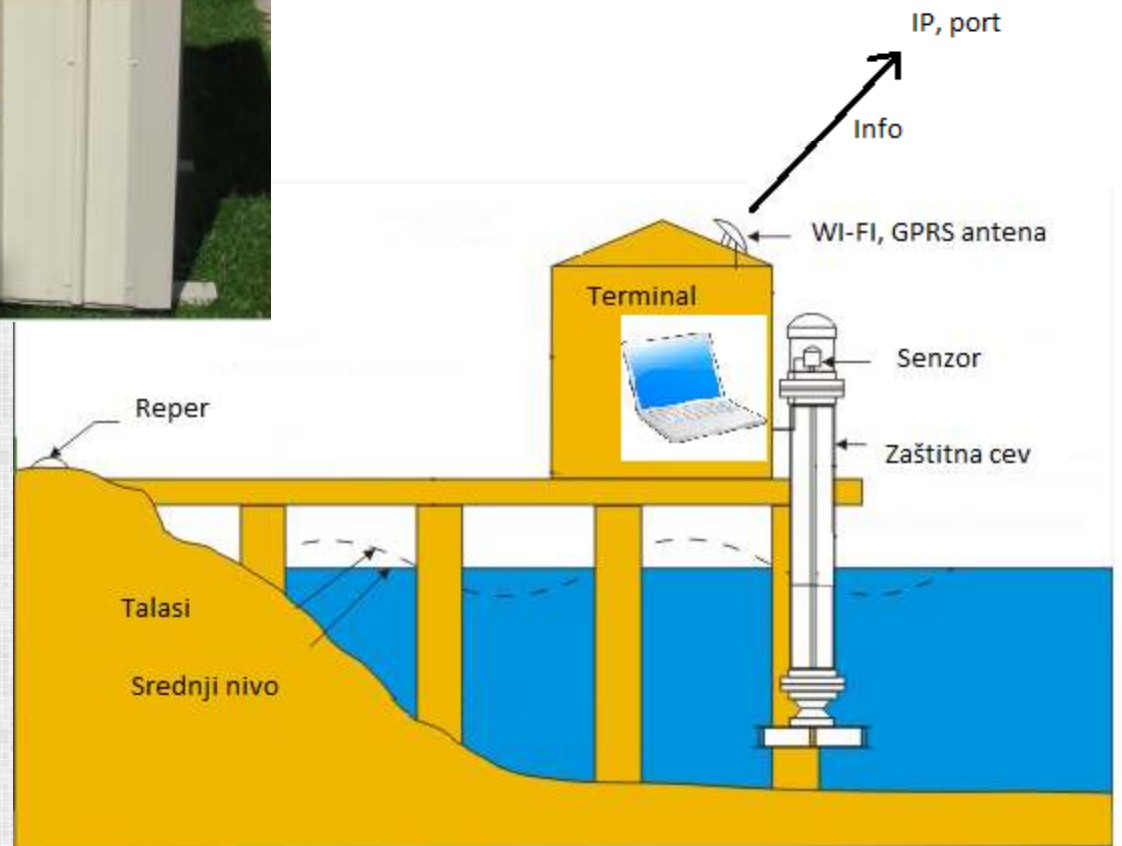 IP, port
Info
WI-FI, GPRS antena
Terminal
Senzor
Reper
Zaštitna cev
Talasi
Srednji nivo